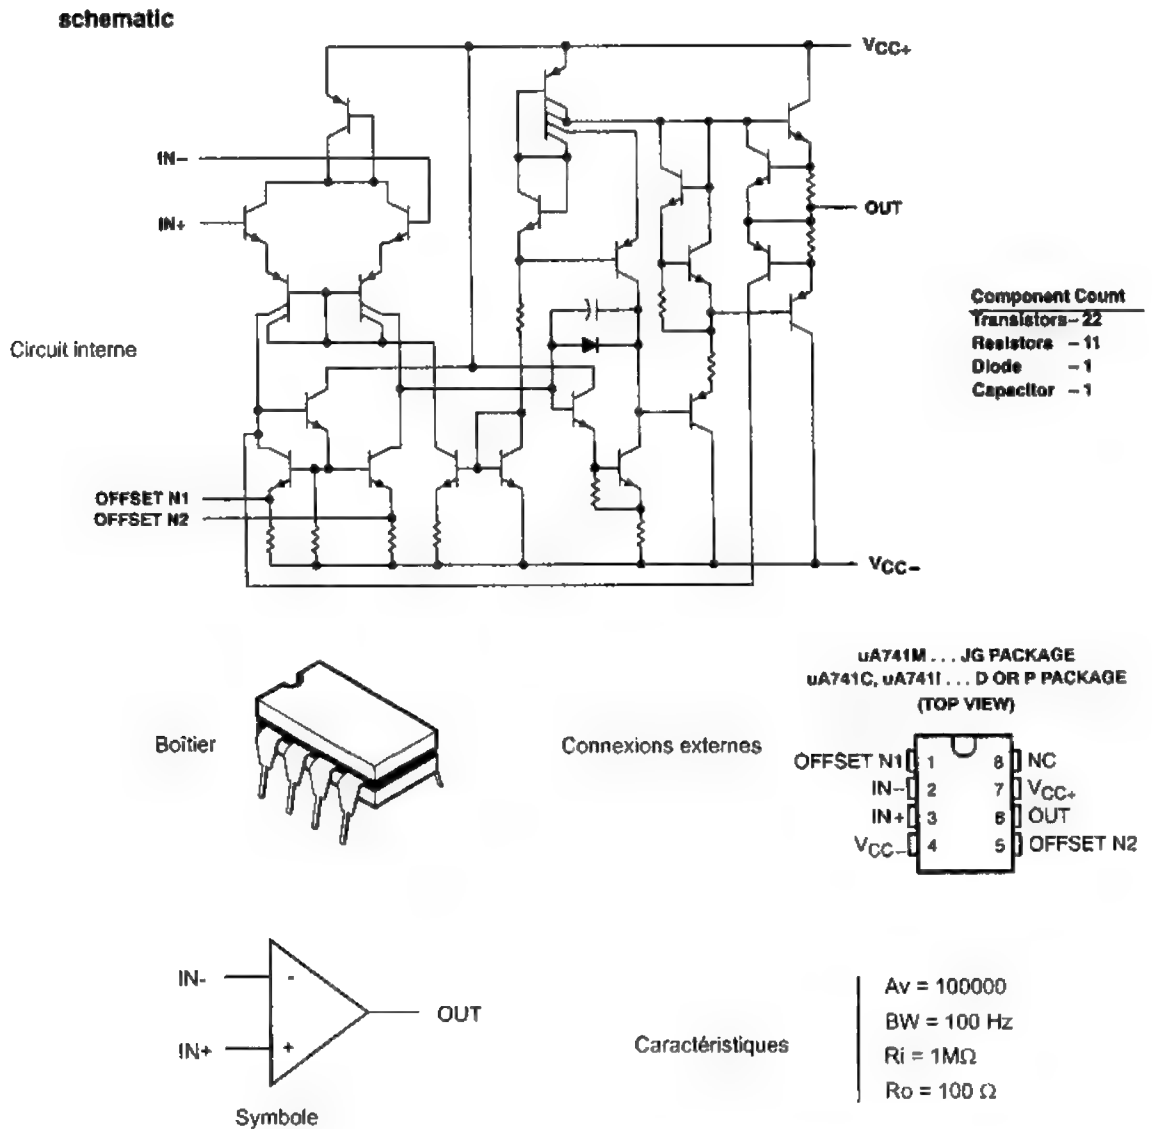 schematic
VCC+
IN–
IN+
OUT
Component Count
Transistors – 22
Resistors – 11
Diode – 1
Capacitor – 1
Circuit interne
OFFSET N1
OFFSET N2
VCC–
uA741M . . . JG PACKAGE
uA741C, uA741I . . . D OR P PACKAGE
(TOP VIEW)
Boîtier
Connexions externes
OFFSET N1 1 8 NC
IN– 2 7 VCC+
IN+ 3 6 OUT
VCC– 4 5 OFFSET N2
IN- -
OUT
IN+ +
Symbole
Caractéristiques
Av = 100000
BW = 100 Hz
Ri = 1MΩ
Ro = 100 Ω